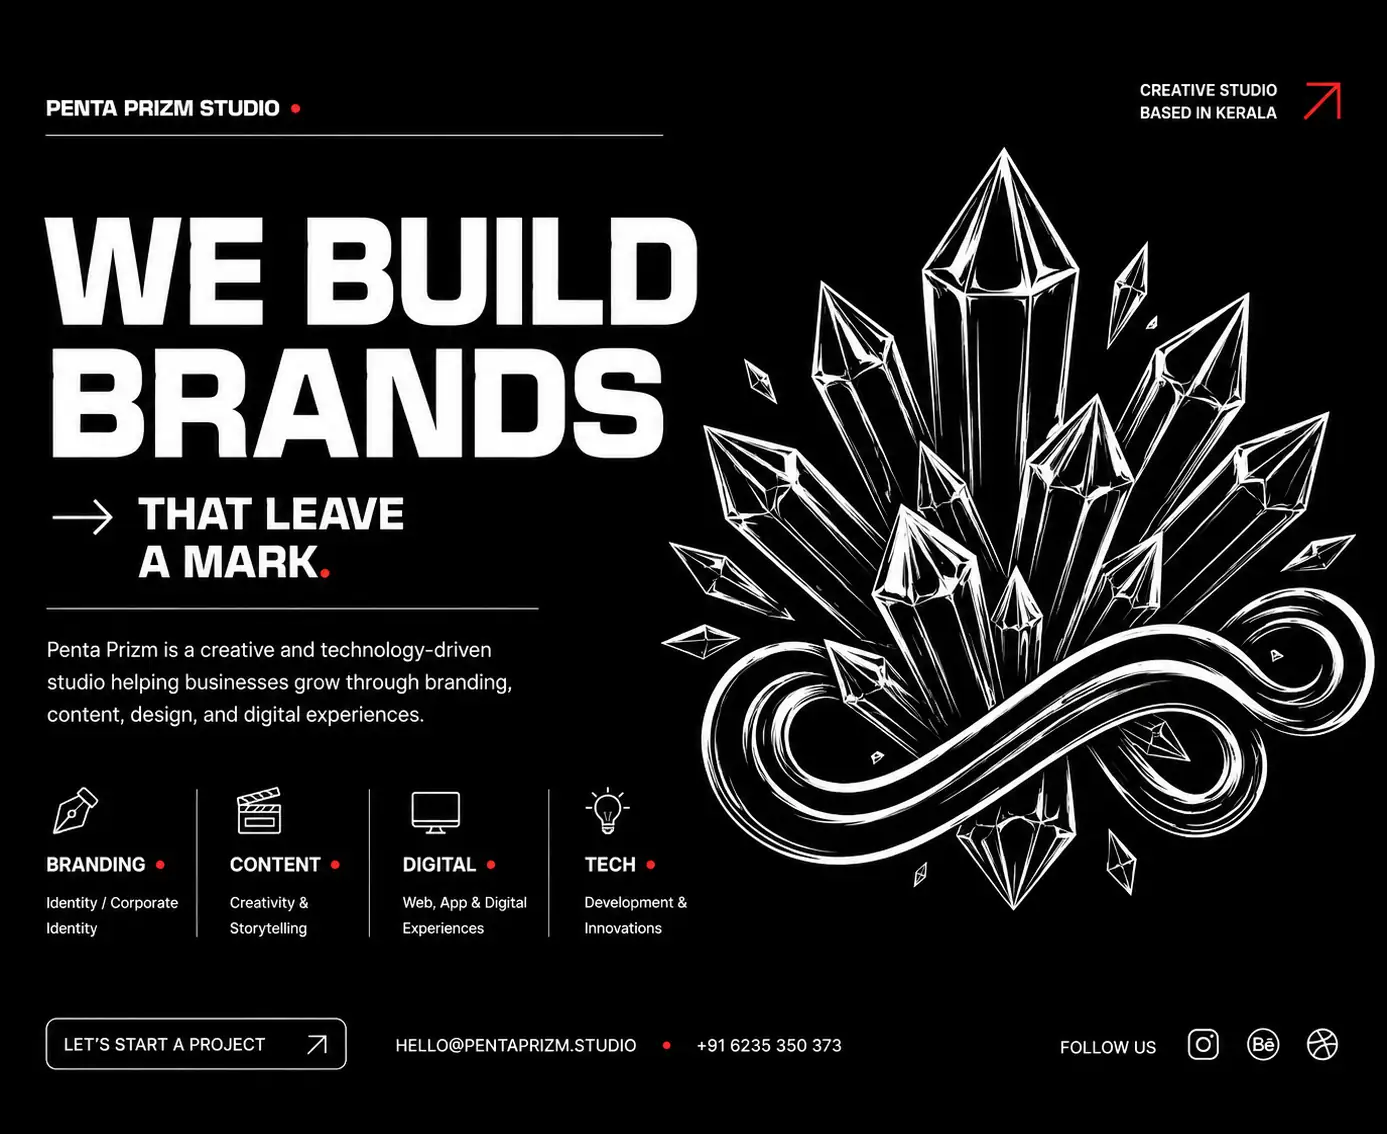 PENTA PRIZM STUDIO
CREATIVE STUDIO
BASED IN KERALA
WE BUILD
BRANDS
THAT LEAVE
A MARK.
Penta Prizm is a creative and technology-driven
studio helping businesses grow through branding,
content, design, and digital experiences.
BRANDING
Identity / Corporate
Identity
CONTENT
Creativity &
Storytelling
DIGITAL
Web, App & Digital
Experiences
TECH
Development &
Innovations
LET'S START A PROJECT
HELLO@PENTAPRIZM.STUDIO • +91 6235 350 373
FOLLOW US
Bē